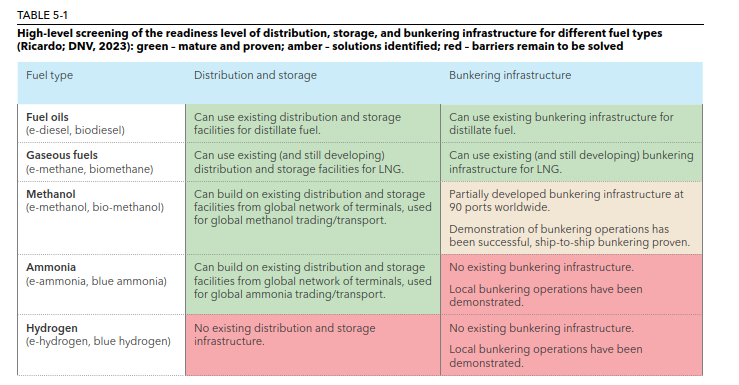 TABLE 5-1
High-level screening of the readiness level of distribution, storage, and bunkering infrastructure for different fuel types
(Ricardo; DNV, 2023): green – mature and proven; amber – solutions identified; red – barriers remain to be solved
Fuel type
Distribution and storage
Bunkering infrastructure
Fuel oils
(e-diesel, biodiesel)
Can use existing distribution and storage
facilities for distillate fuel.
Can use existing bunkering infrastructure for
distillate fuel.
Gaseous fuels
(e-methane, biomethane)
Can use existing (and still developing)
distribution and storage facilities for LNG.
Can use existing (and still developing) bunkering
infrastructure for LNG.
Methanol
(e-methanol, bio-methanol)
Can build on existing distribution and storage
facilities from global network of terminals, used
for global methanol trading/transport.
Partially developed bunkering infrastructure at
90 ports worldwide.
Demonstration of bunkering operations has
been successful, ship-to-ship bunkering proven.
Ammonia
(e-ammonia, blue ammonia)
Can build on existing distribution and storage
facilities from global network of terminals, used
for global ammonia trading/transport.
No existing bunkering infrastructure.
Local bunkering operations have been
demonstrated.
Hydrogen
(e-hydrogen, blue hydrogen)
No existing distribution and storage
infrastructure.
No existing bunkering infrastructure.
Local bunkering operations have been
demonstrated.